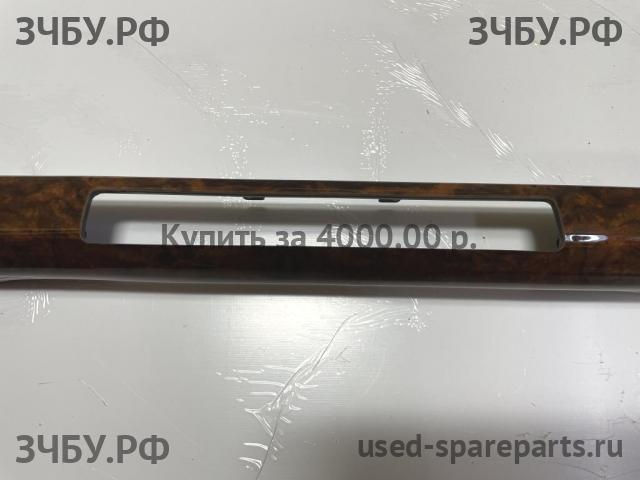 ЗЧБУ.РФ
ЗЧБУ.РФ
Купить за 4000.00 р.
ЗЧБУ.РФ
used-spareparts.ru